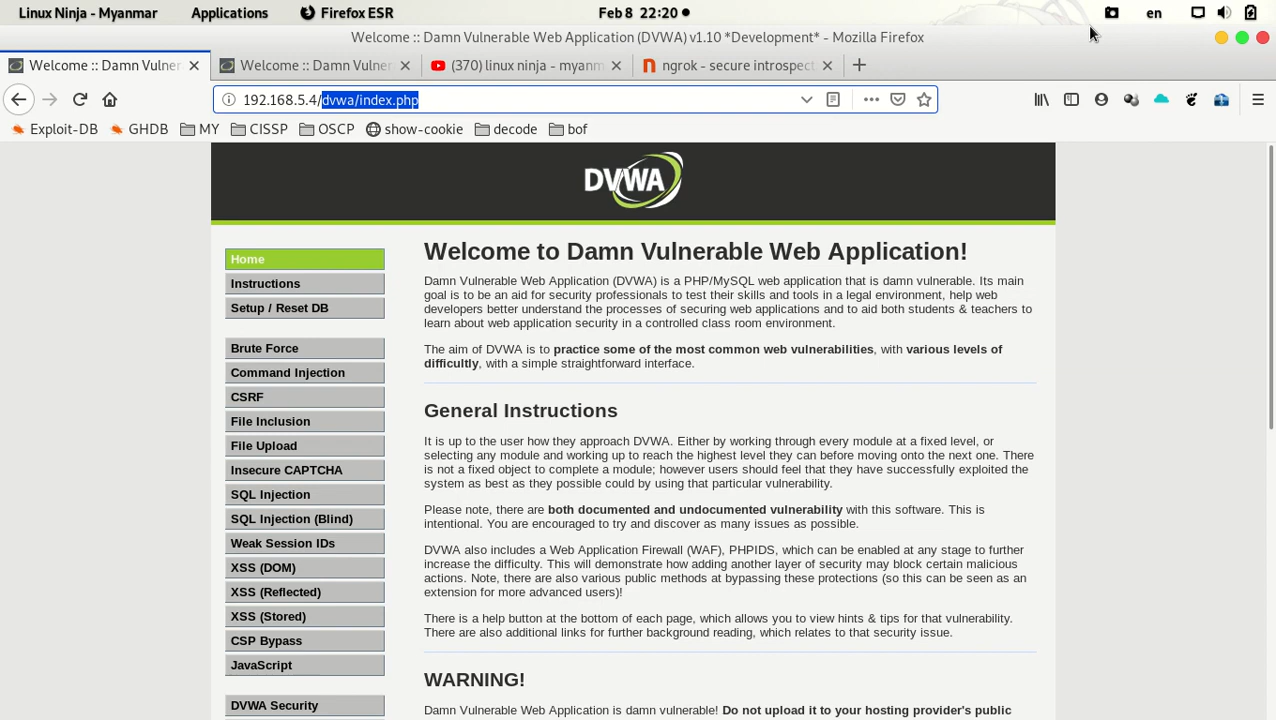 Linux Ninja - Myanmar Applications Firefox ESR Feb 8 22:20 en
Welcome :: Damn Vulnerable Web Application (DVWA) v1.10 *Development* - Mozilla Firefox
Welcome :: Damn Vulner Welcome :: Damn Vulner (370) linux ninja - myanm ngrok - secure introspect
192.168.5.4/dvwa/index.php
Exploit-DB GHDB MY CISSP OSCP show-cookie decode bof
DVWA
Home
Instructions
Setup / Reset DB
Brute Force
Command Injection
CSRF
File Inclusion
File Upload
Insecure CAPTCHA
SQL Injection
SQL Injection (Blind)
Weak Session IDs
XSS (DOM)
XSS (Reflected)
XSS (Stored)
CSP Bypass
JavaScript
DVWA Security
Welcome to Damn Vulnerable Web Application!
Damn Vulnerable Web Application (DVWA) is a PHP/MySQL web application that is damn vulnerable. Its main
goal is to be an aid for security professionals to test their skills and tools in a legal environment, help web
developers better understand the processes of securing web applications and to aid both students & teachers to
learn about web application security in a controlled class room environment.
The aim of DVWA is to practice some of the most common web vulnerabilities, with various levels of
difficultly, with a simple straightforward interface.
General Instructions
It is up to the user how they approach DVWA. Either by working through every module at a fixed level, or
selecting any module and working up to reach the highest level they can before moving onto the next one. There
is not a fixed object to complete a module; however users should feel that they have successfully exploited the
system as best as they possible could by using that particular vulnerability.
Please note, there are both documented and undocumented vulnerability with this software. This is
intentional. You are encouraged to try and discover as many issues as possible.
DVWA also includes a Web Application Firewall (WAF), PHPIDS, which can be enabled at any stage to further
increase the difficulty. This will demonstrate how adding another layer of security may block certain malicious
actions. Note, there are also various public methods at bypassing these protections (so this can be seen as an
extension for more advanced users)!
There is a help button at the bottom of each page, which allows you to view hints & tips for that vulnerability.
There are also additional links for further background reading, which relates to that security issue.
WARNING!
Damn Vulnerable Web Application is damn vulnerable! Do not upload it to your hosting provider's public